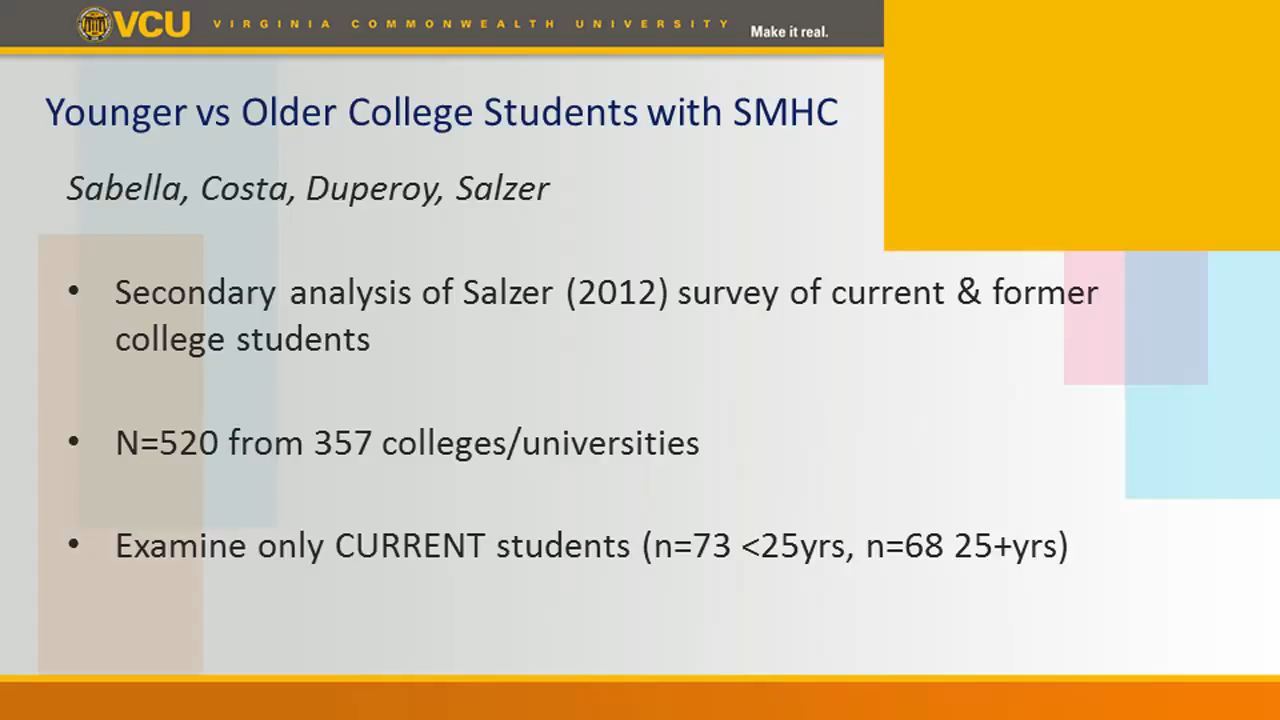 VCU VIRGINIA COMMONWEALTH UNIVERSITY Make it real.
Younger vs Older College Students with SMHC
Sabella, Costa, Duperoy, Salzer
• Secondary analysis of Salzer (2012) survey of current & former
college students
• N=520 from 357 colleges/universities
• Examine only CURRENT students (n=73 <25yrs, n=68 25+yrs)